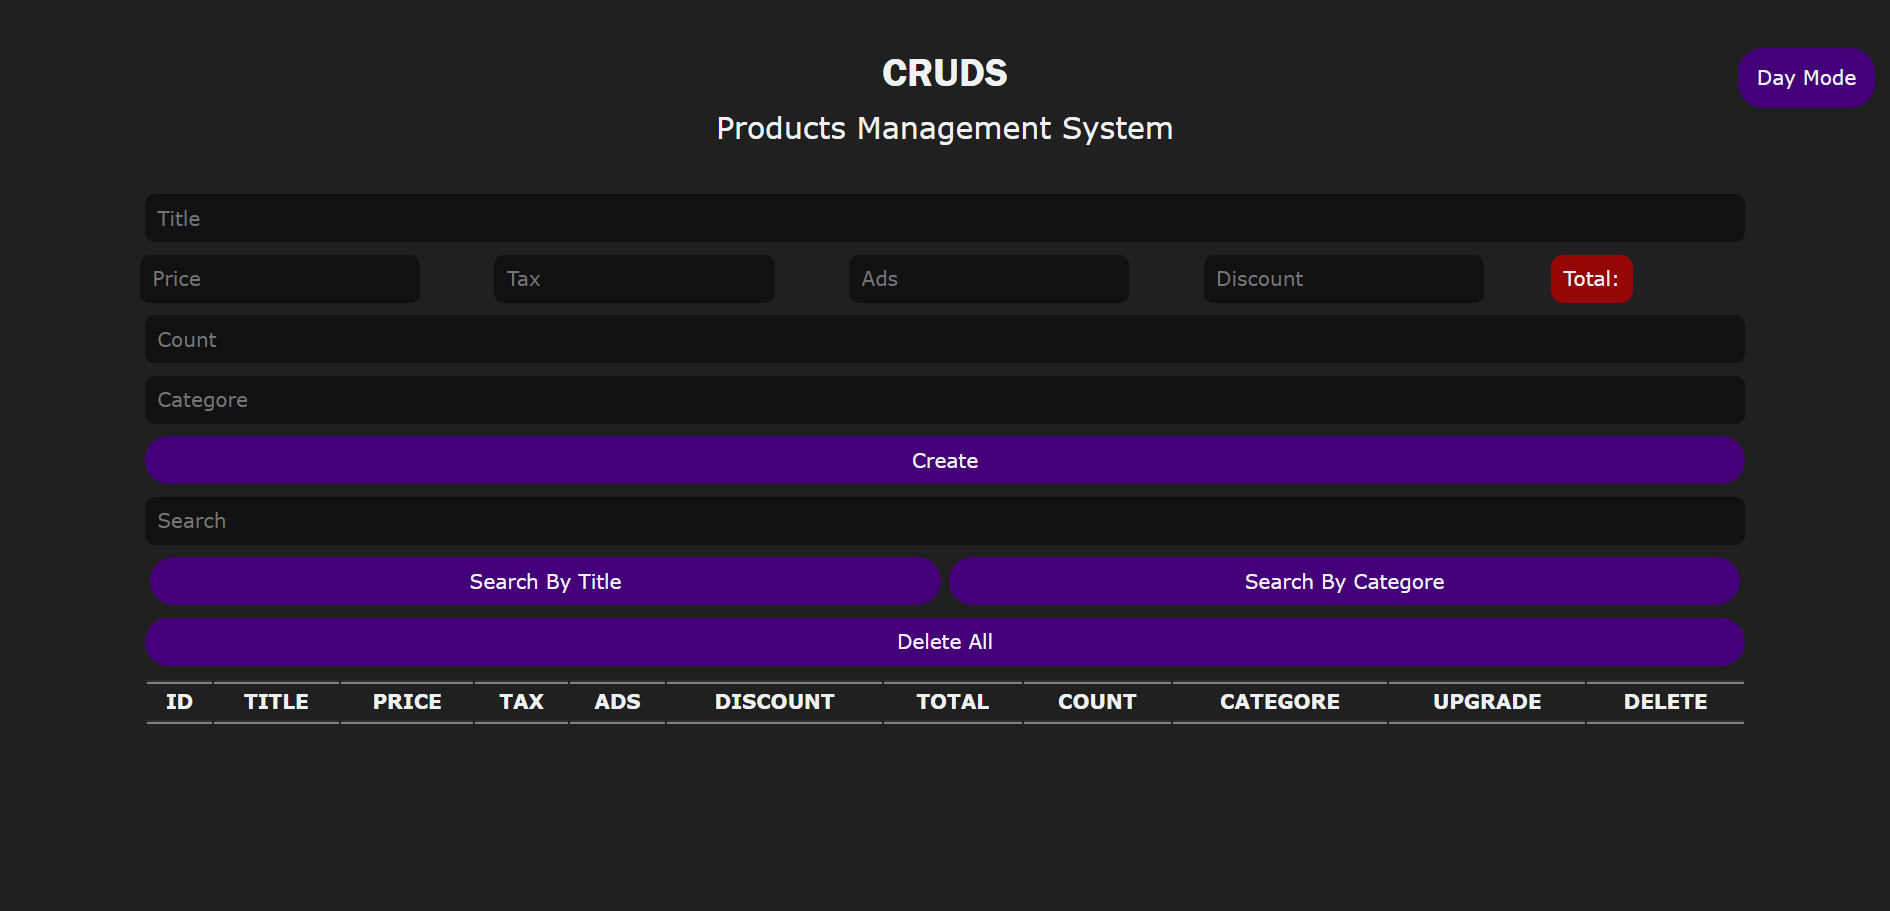 CRUDS
Day Mode
Products Management System
Title
Price Tax Ads Discount Total:
Count
Categore
Create
Search
Search By Title Search By Categore
Delete All
ID TITLE PRICE TAX ADS DISCOUNT TOTAL COUNT CATEGORE UPGRADE DELETE